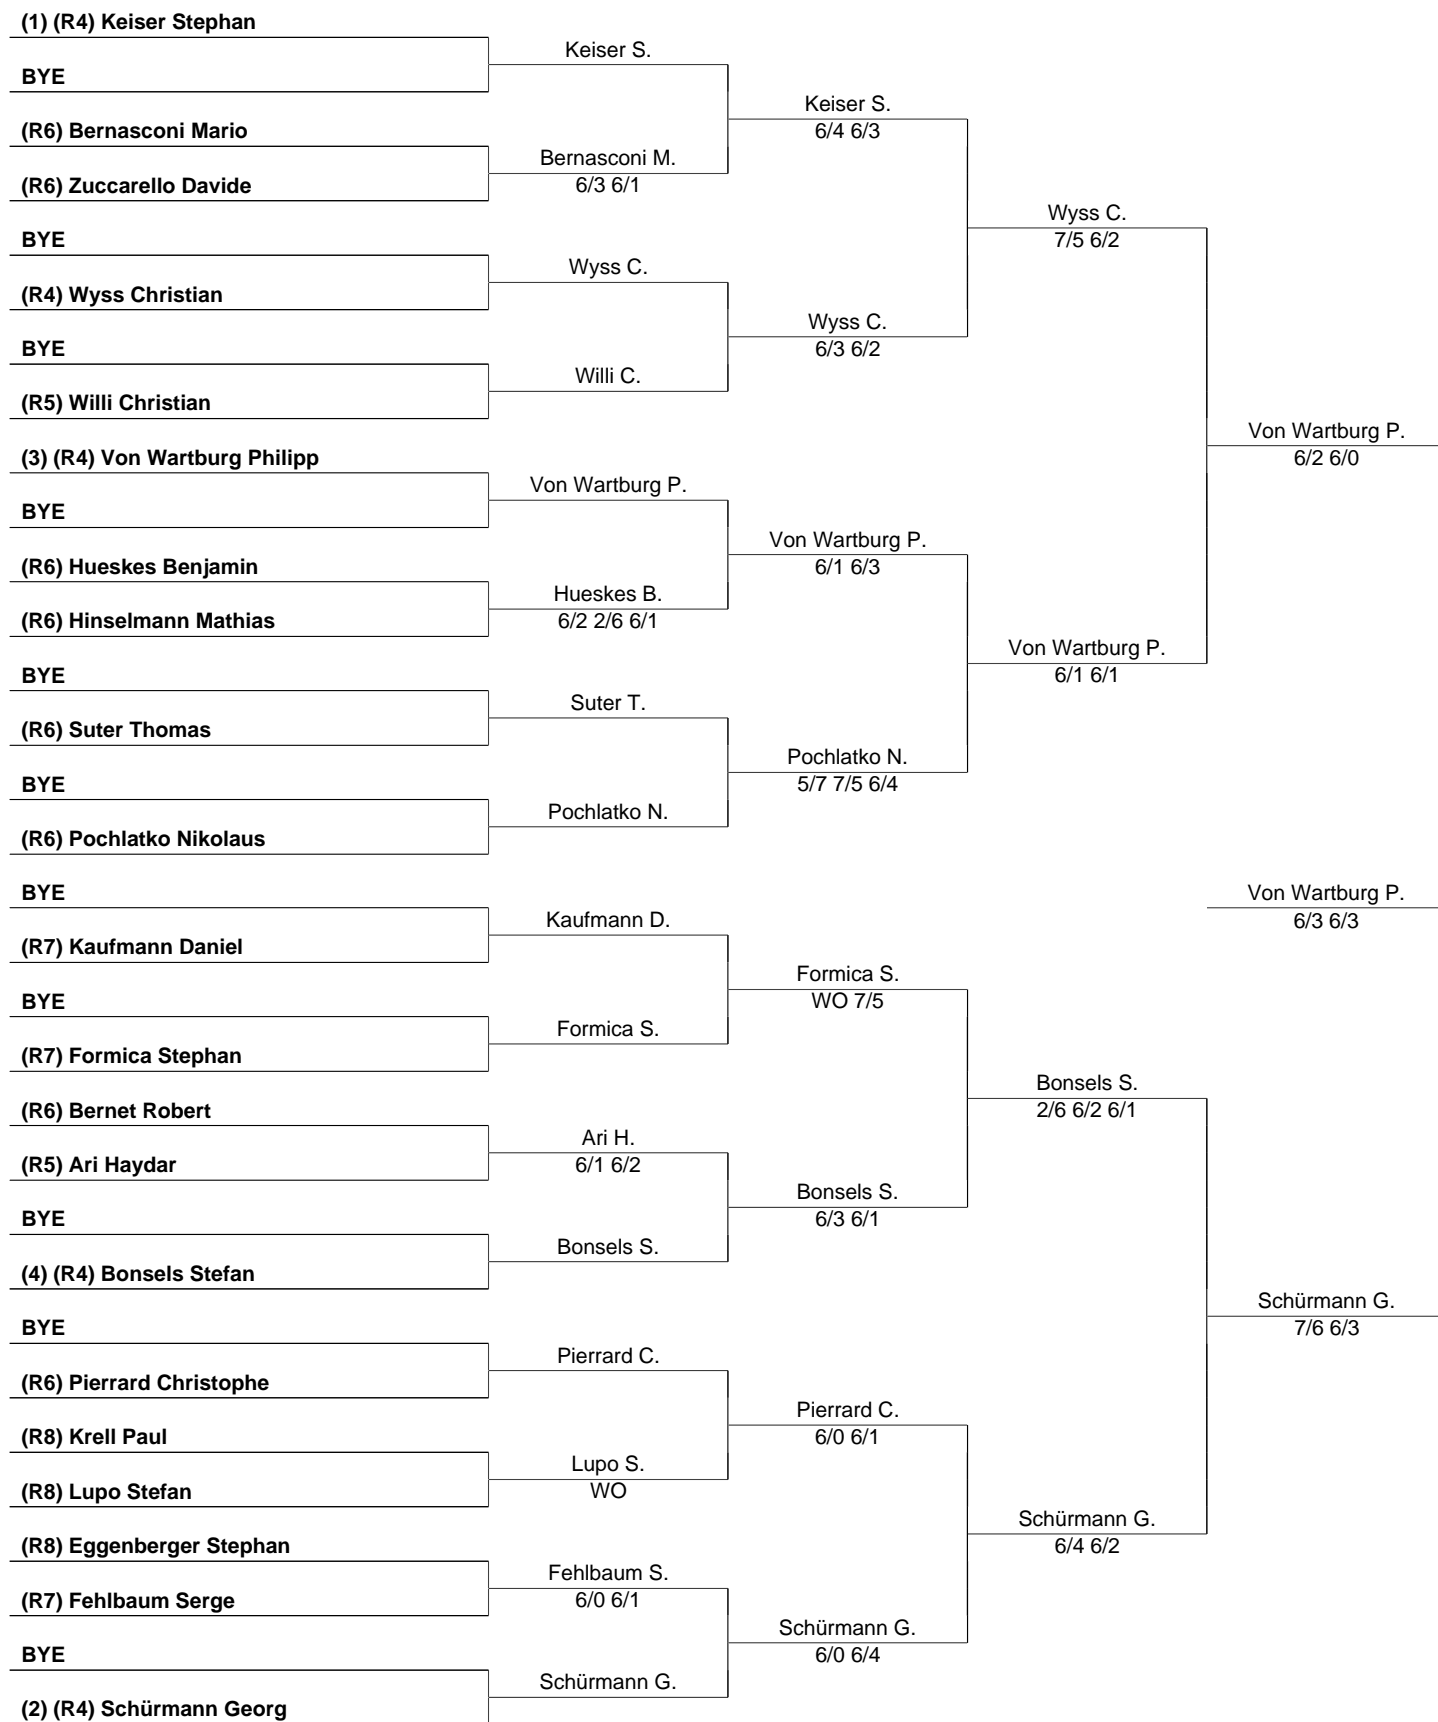 (1) (R4) Keiser Stephan
BYE
(R6) Bernasconi Mario
(R6) Zuccarello Davide
BYE
(R4) Wyss Christian
BYE
(R5) Willi Christian
(3) (R4) Von Wartburg Philipp
BYE
(R6) Hueskes Benjamin
(R6) Hinselmann Mathias
BYE
(R6) Suter Thomas
BYE
(R6) Pochlatko Nikolaus
BYE
(R7) Kaufmann Daniel
BYE
(R7) Formica Stephan
(R6) Bernet Robert
(R5) Ari Haydar
BYE
(4) (R4) Bonsels Stefan
BYE
(R6) Pierrard Christophe
(R8) Krell Paul
(R8) Lupo Stefan
(R8) Eggenberger Stephan
(R7) Fehlbaum Serge
BYE
(2) (R4) Schürmann Georg
Keiser S.
Bernasconi M.
6/3 6/1
Wyss C.
Willi C.
Von Wartburg P.
Hueskes B.
6/2 2/6 6/1
Suter T.
Pochlatko N.
Kaufmann D.
Formica S.
Ari H.
6/1 6/2
Bonsels S.
Pierrard C.
Lupo S.
WO
Fehlbaum S.
6/0 6/1
Schürmann G.
Keiser S.
6/4 6/3
Wyss C.
6/3 6/2
Von Wartburg P.
6/1 6/3
Pochlatko N.
5/7 7/5 6/4
Formica S.
WO 7/5
Bonsels S.
6/3 6/1
Pierrard C.
6/0 6/1
Schürmann G.
6/0 6/4
Wyss C.
7/5 6/2
Von Wartburg P.
6/1 6/1
Bonsels S.
2/6 6/2 6/1
Schürmann G.
6/4 6/2
Von Wartburg P.
6/2 6/0
Von Wartburg P.
6/3 6/3
Schürmann G.
7/6 6/3